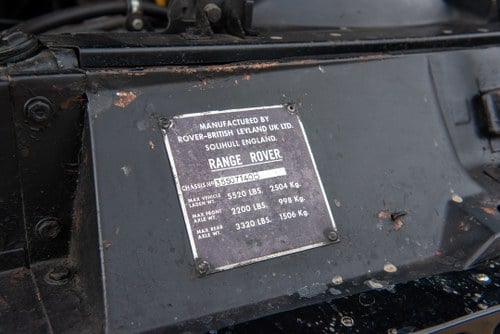 MANUFACTURED BY
ROVER-BRITISH LEYLAND UK LTD.
SOLIHULL ENGLAND.
RANGE ROVER
CHASSIS NO
MAX VEHICLE LADEN WT. 5520 LBS. 2504 Kg.
MAX FRONT AXLE WT. 2200 LBS. 998 Kg.
MAX REAR AXLE WT. 3320 LBS. 1506 Kg.